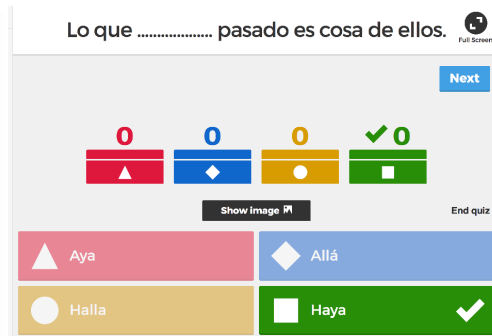 Lo que ................... pasado es cosa de ellos.
Full Screen
Next
0 0 0 0
Show image
End quiz
Aya
Allá
Halla
Haya